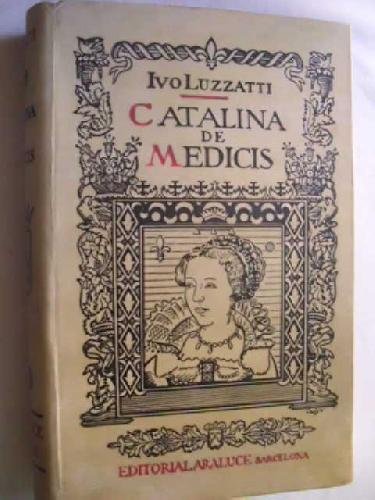 Ivo Luzzatti
CATALINA
DE
MEDICIS
EDITORIAL ARALUCE BARCELONA